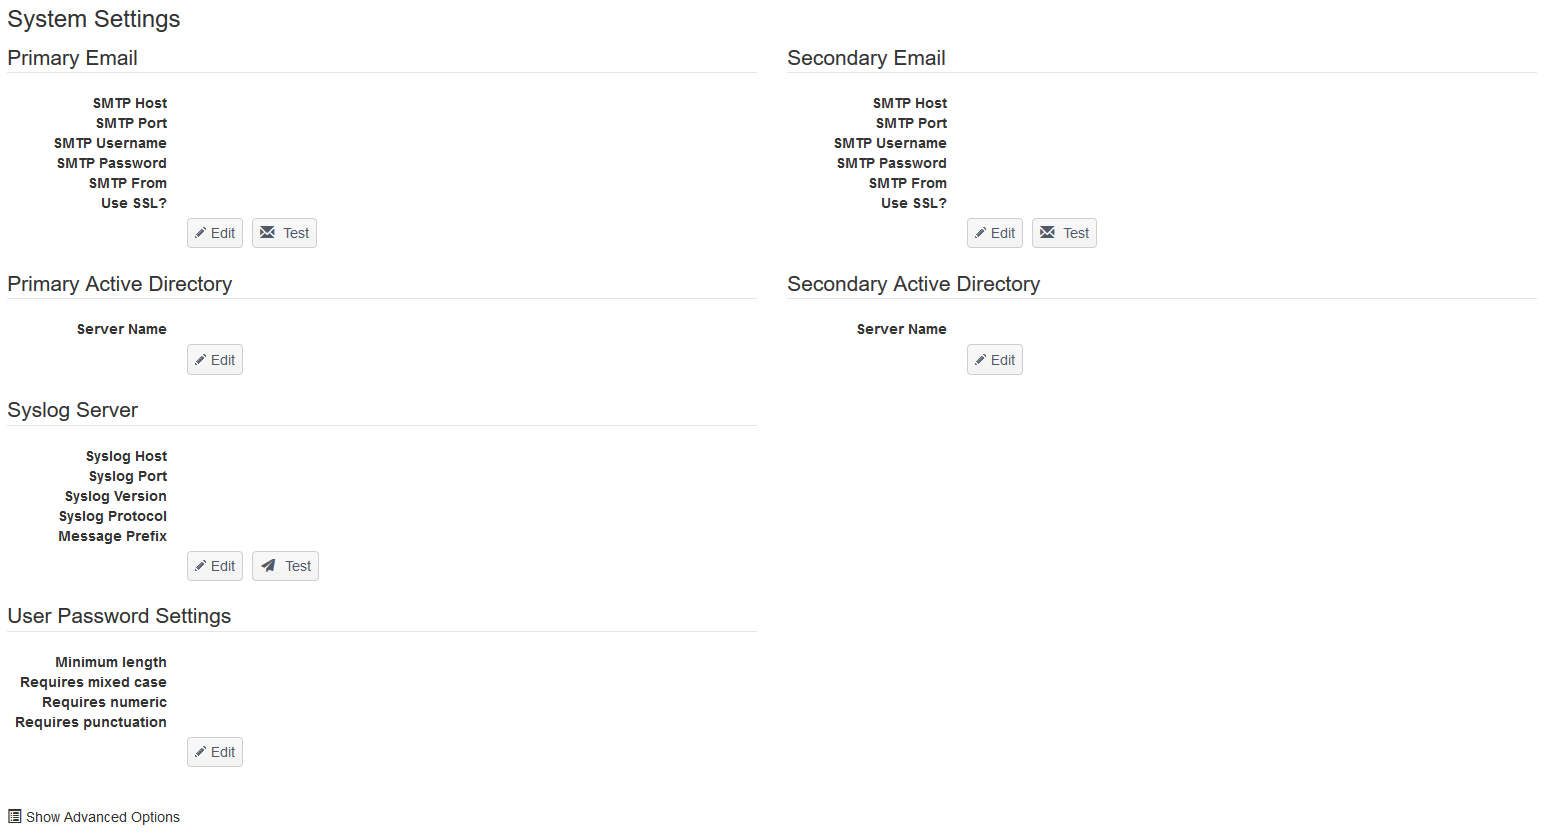 System Settings
Primary Email
SMTP Host
SMTP Port
SMTP Username
SMTP Password
SMTP From
Use SSL?
Edit Test
Secondary Email
SMTP Host
SMTP Port
SMTP Username
SMTP Password
SMTP From
Use SSL?
Edit Test
Primary Active Directory
Server Name
Edit
Secondary Active Directory
Server Name
Edit
Syslog Server
Syslog Host
Syslog Port
Syslog Version
Syslog Protocol
Message Prefix
Edit Test
User Password Settings
Minimum length
Requires mixed case
Requires numeric
Requires punctuation
Edit
Show Advanced Options